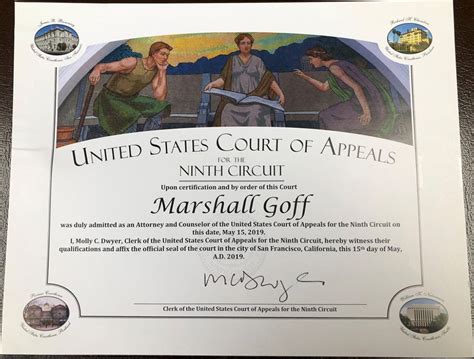 UNITED STATES COURT OF APPEALS
FOR THE
NINTH CIRCUIT
Upon certification and by order of this Court
Marshall Goff
was duly admitted as an Attorney and Counselor of the United States Court of Appeals for the Ninth Circuit on
this date, May 15, 2019.
I, Molly C. Dwyer, Clerk of the United States Court of Appeals for the Ninth Circuit, hereby witness their
qualifications and affix the official seal of the court in the city of San Francisco, California, this 15th day of May,
A.D. 2019.
Clerk of the United States Court of Appeals for the Ninth Circuit